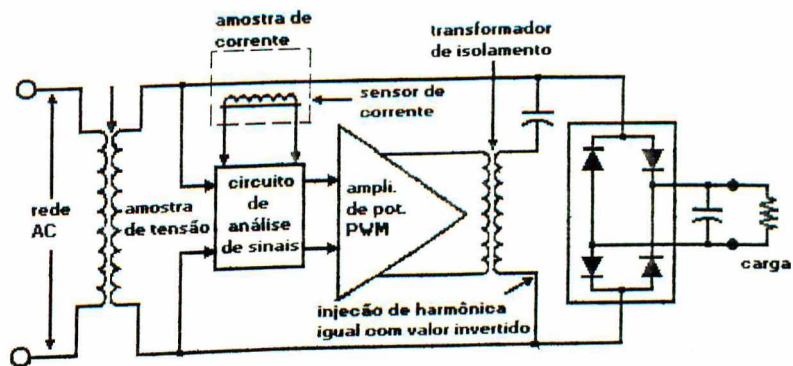 amostra de
corrente
transformador
de isolamento
sensor de
corrente
rede
AC
amostra
de tensão
circuito
de
análise
de sinais
ampli.
de pot.
PWM
carga
injeção de harmônica
igual com valor invertido